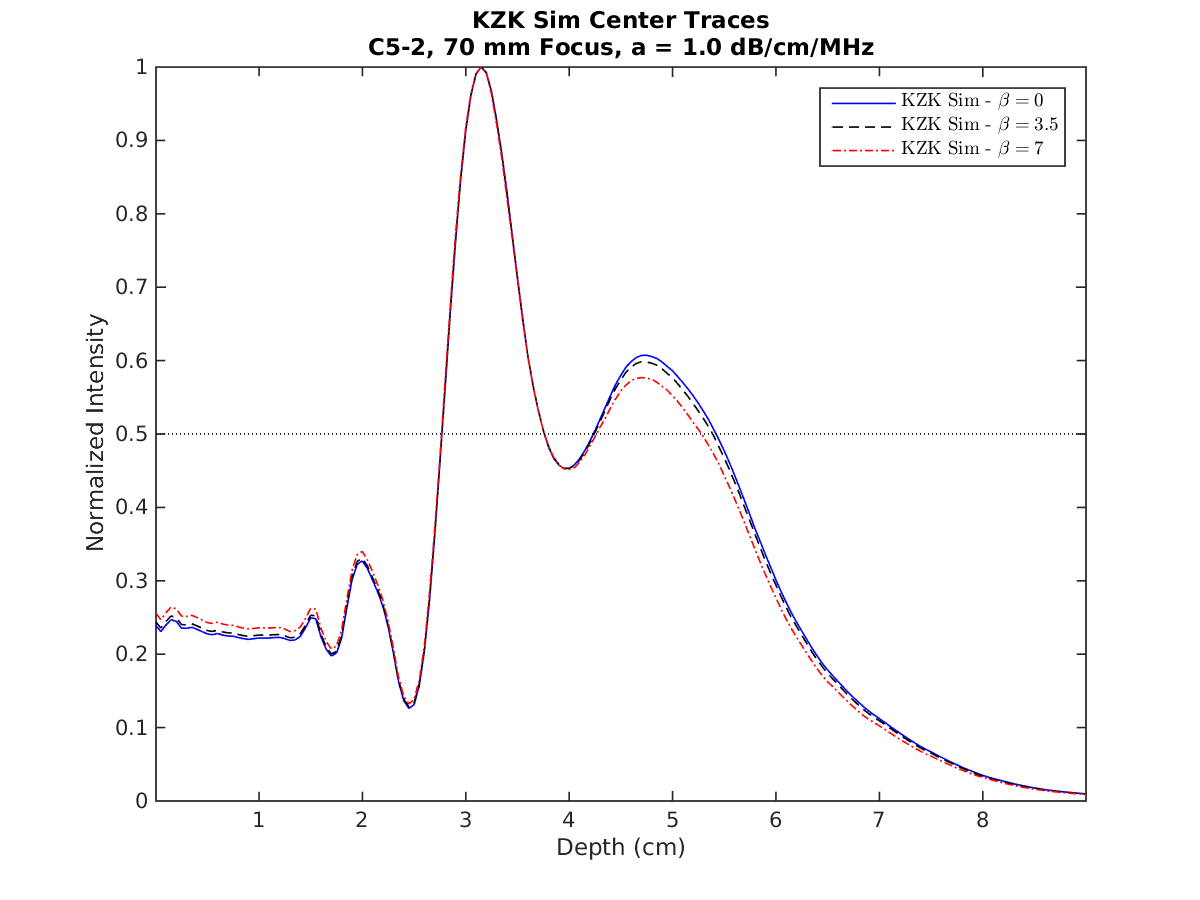 KZK Sim Center Traces
C5-2, 70 mm Focus, a = 1.0 dB/cm/MHz
KZK Sim - β = 0
KZK Sim - β = 3.5
KZK Sim - β = 7
Normalized Intensity
1
0.9
0.8
0.7
0.6
0.5
0.4
0.3
0.2
0.1
0
1 2 3 4 5 6 7 8
Depth (cm)